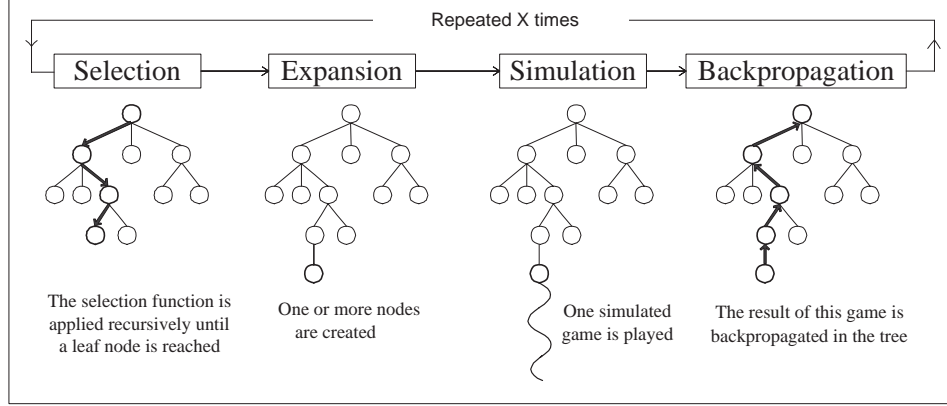 Repeated X times
Selection
Expansion
Simulation
Backpropagation
The selection function is
applied recursively until
a leaf node is reached
One or more nodes
are created
One simulated
game is played
The result of this game is
backpropagated in the tree